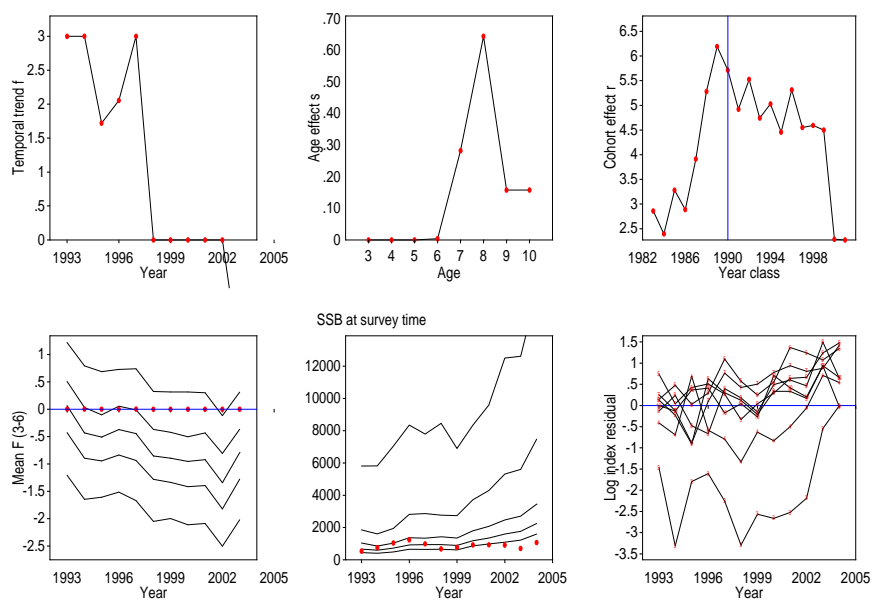 Temporal trend f
3
2.5
2
1.5
1
.5
0
1993 1996 1999 2002 2005
Year
Age effect s
.70
.60
.50
.40
.30
.20
.10
.0
3 4 5 6 7 8 9 10
Age
Cohort effect r
6.5
6
5.5
5
4.5
4
3.5
3
2.5
1982 1986 1990 1994 1998
Year class
Mean F (3-6)
1
.5
0
-.5
-1
-1.5
-2
-2.5
1993 1996 1999 2002 2005
Year
SSB at survey time
12000
10000
8000
6000
4000
2000
0
1993 1996 1999 2002 2005
Year
Log index residual
1.5
1
.5
0
-.5
-1
-1.5
-2
-2.5
-3
-3.5
1993 1996 1999 2002 2005
Year